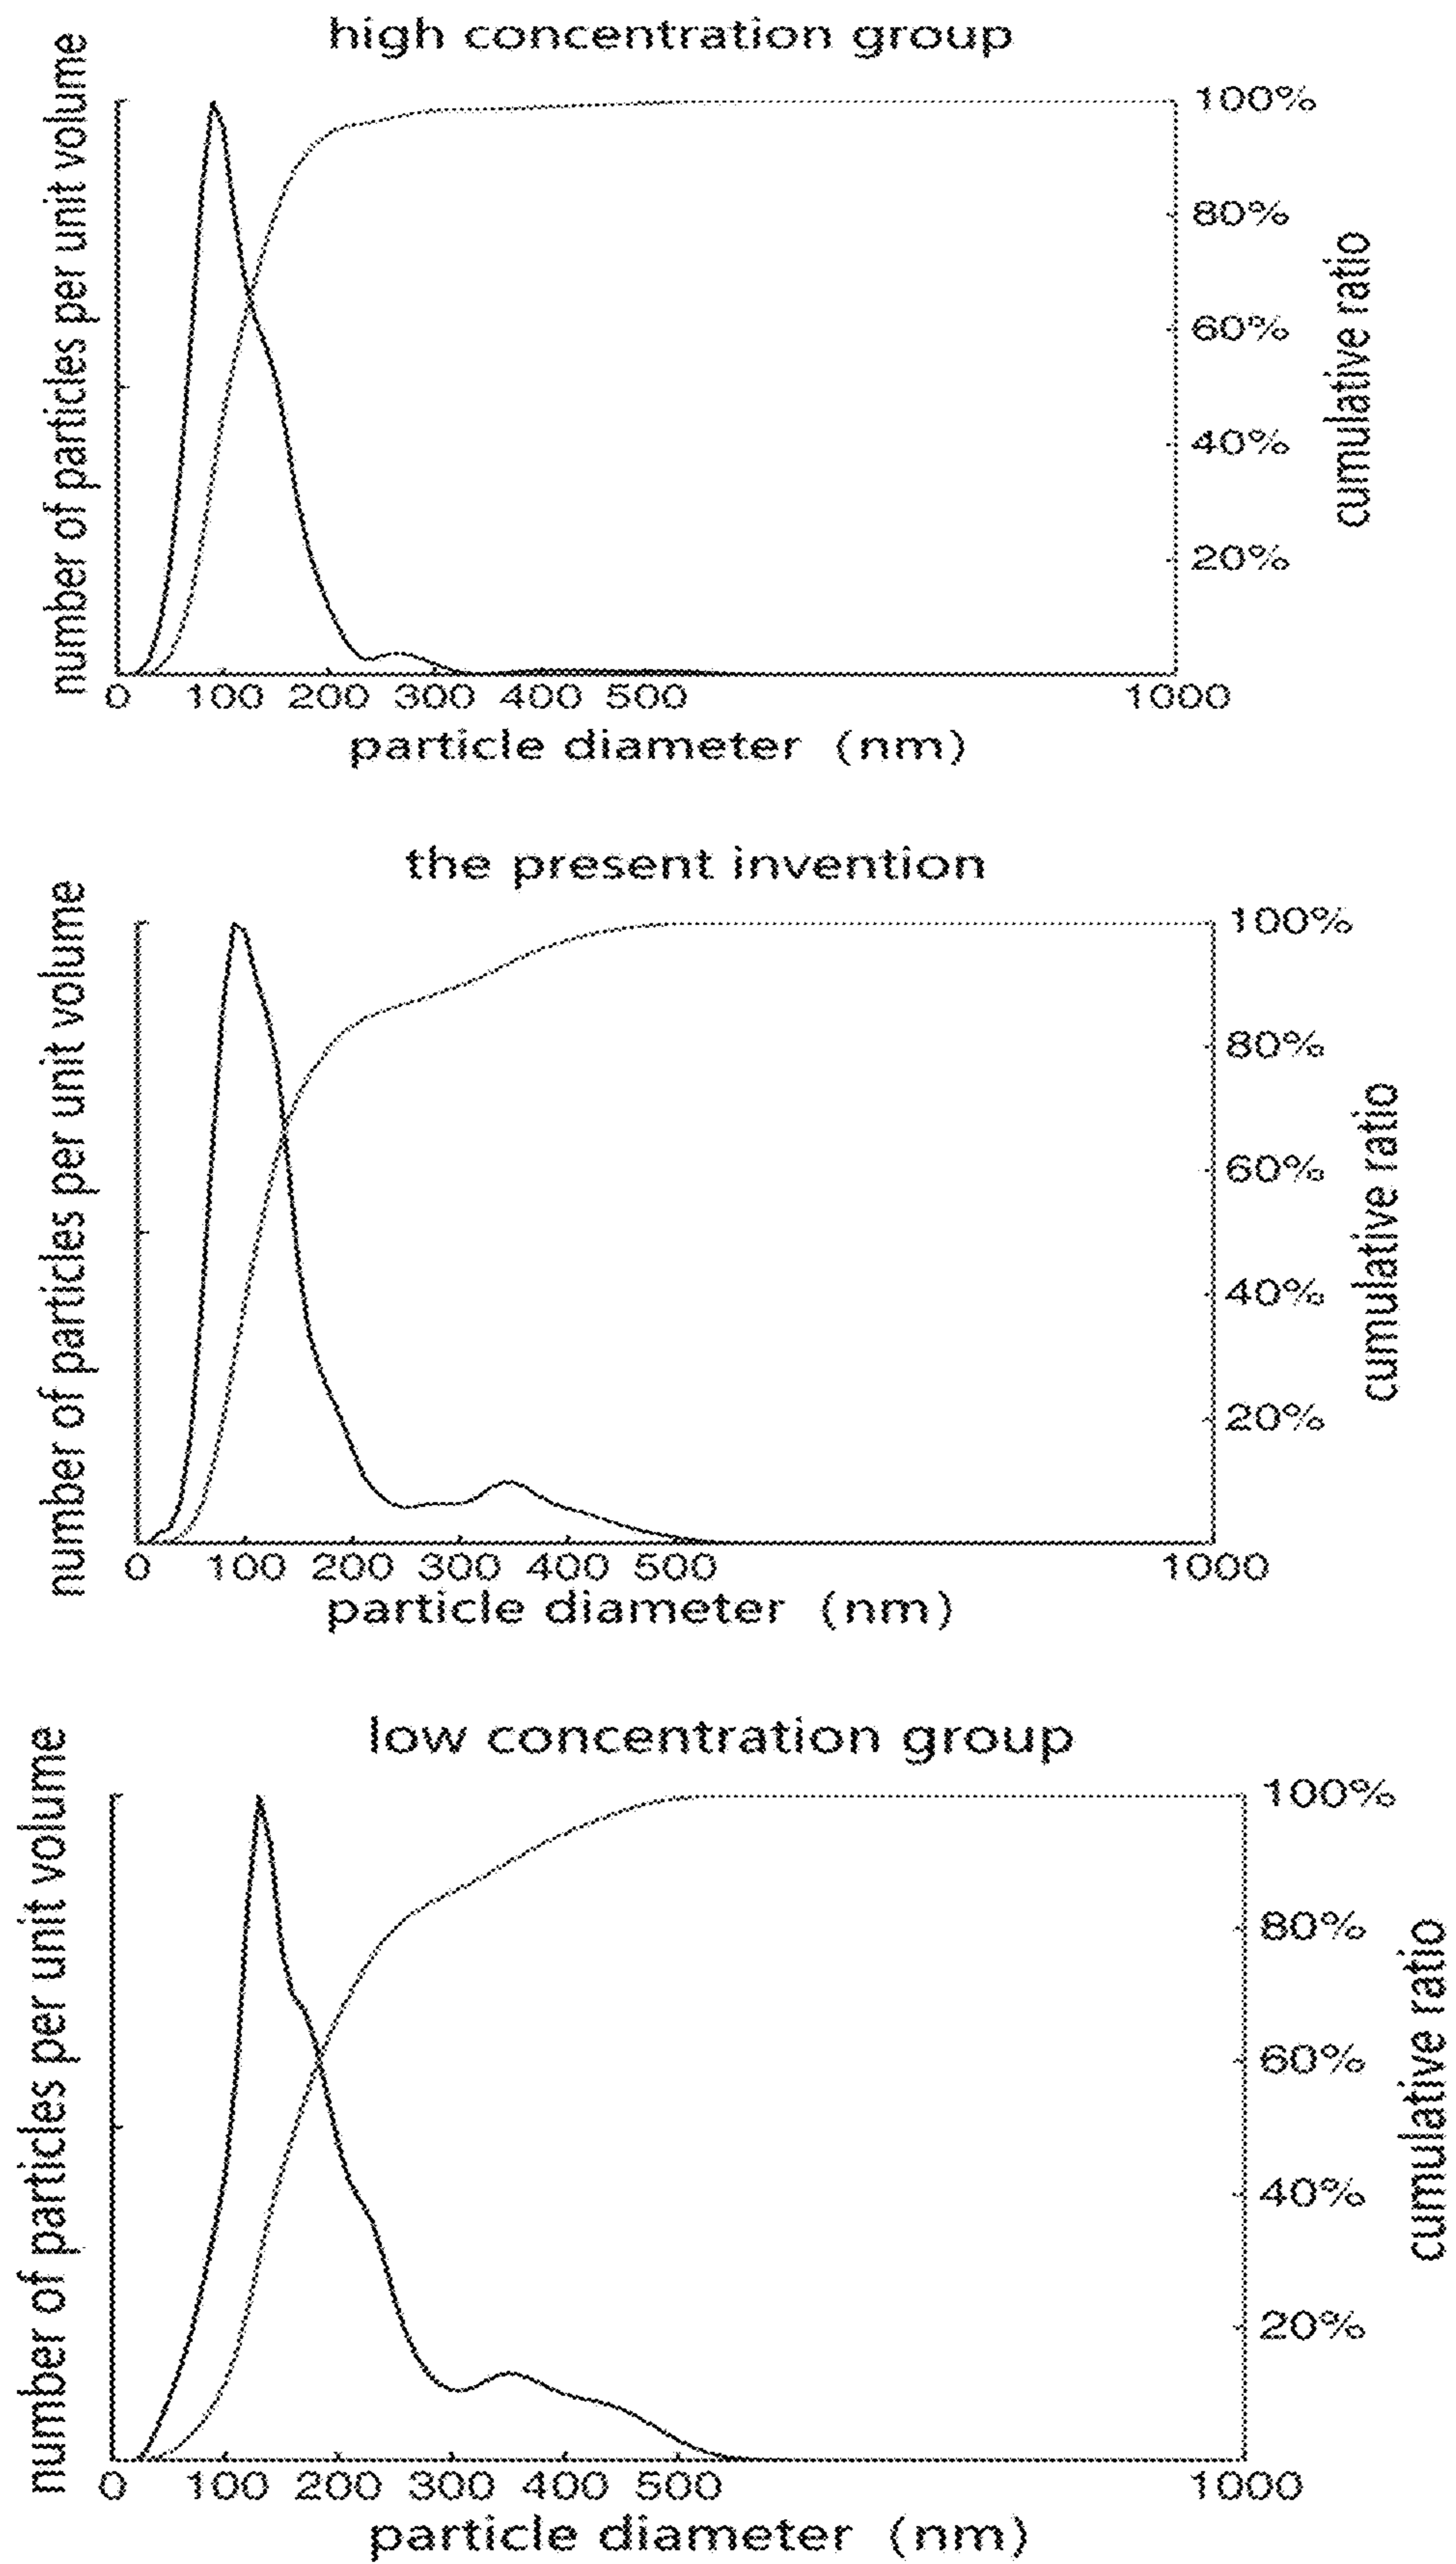 high concentration group
number of particles per unit volume
100%
80%
60%
40%
20%
cumulative ratio
0 100 200 300 400 500 1000
particle diameter (nm)
the present invention
number of particles per unit volume
100%
80%
60%
40%
20%
cumulative ratio
0 100 200 300 400 500 1000
particle diameter (nm)
low concentration group
number of particles per unit volume
100%
80%
60%
40%
20%
cumulative ratio
0 100 200 300 400 500 1000
particle diameter (nm)